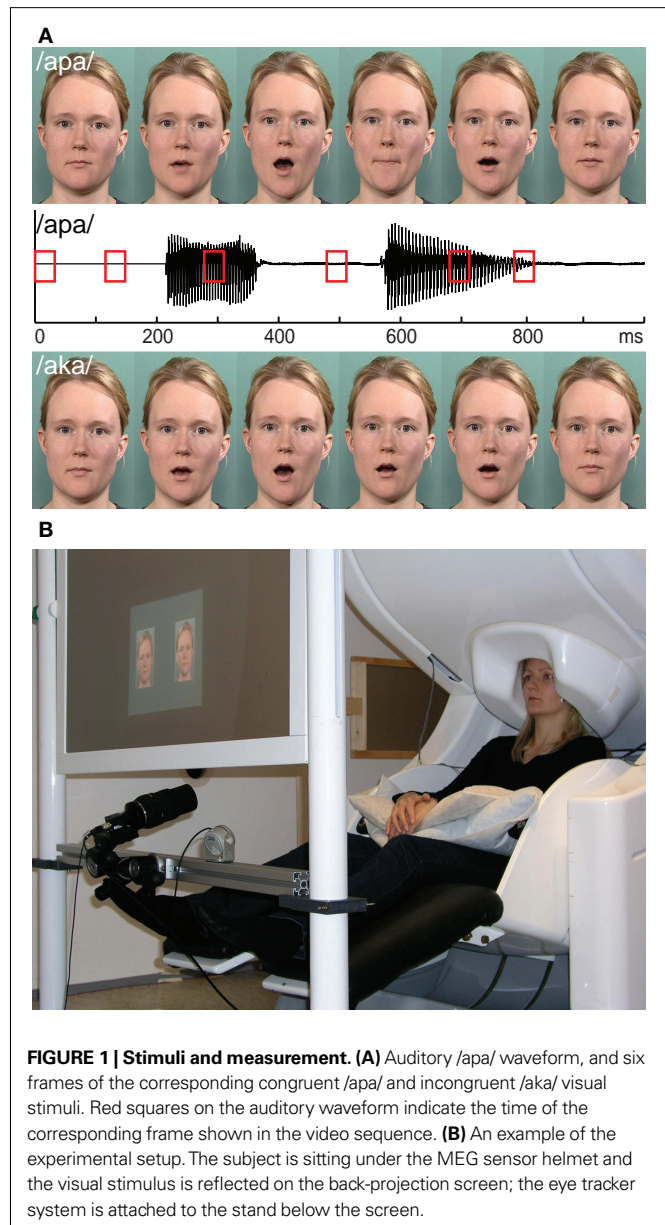 A
/apa/
/apa/
0 200 400 600 800 ms
/aka/
B
FIGURE 1 | Stimuli and measurement. (A) Auditory /apa/ waveform, and six
frames of the corresponding congruent /apa/ and incongruent /aka/ visual
stimuli. Red squares on the auditory waveform indicate the time of the
corresponding frame shown in the video sequence. (B) An example of the
experimental setup. The subject is sitting under the MEG sensor helmet and
the visual stimulus is reflected on the back-projection screen; the eye tracker
system is attached to the stand below the screen.